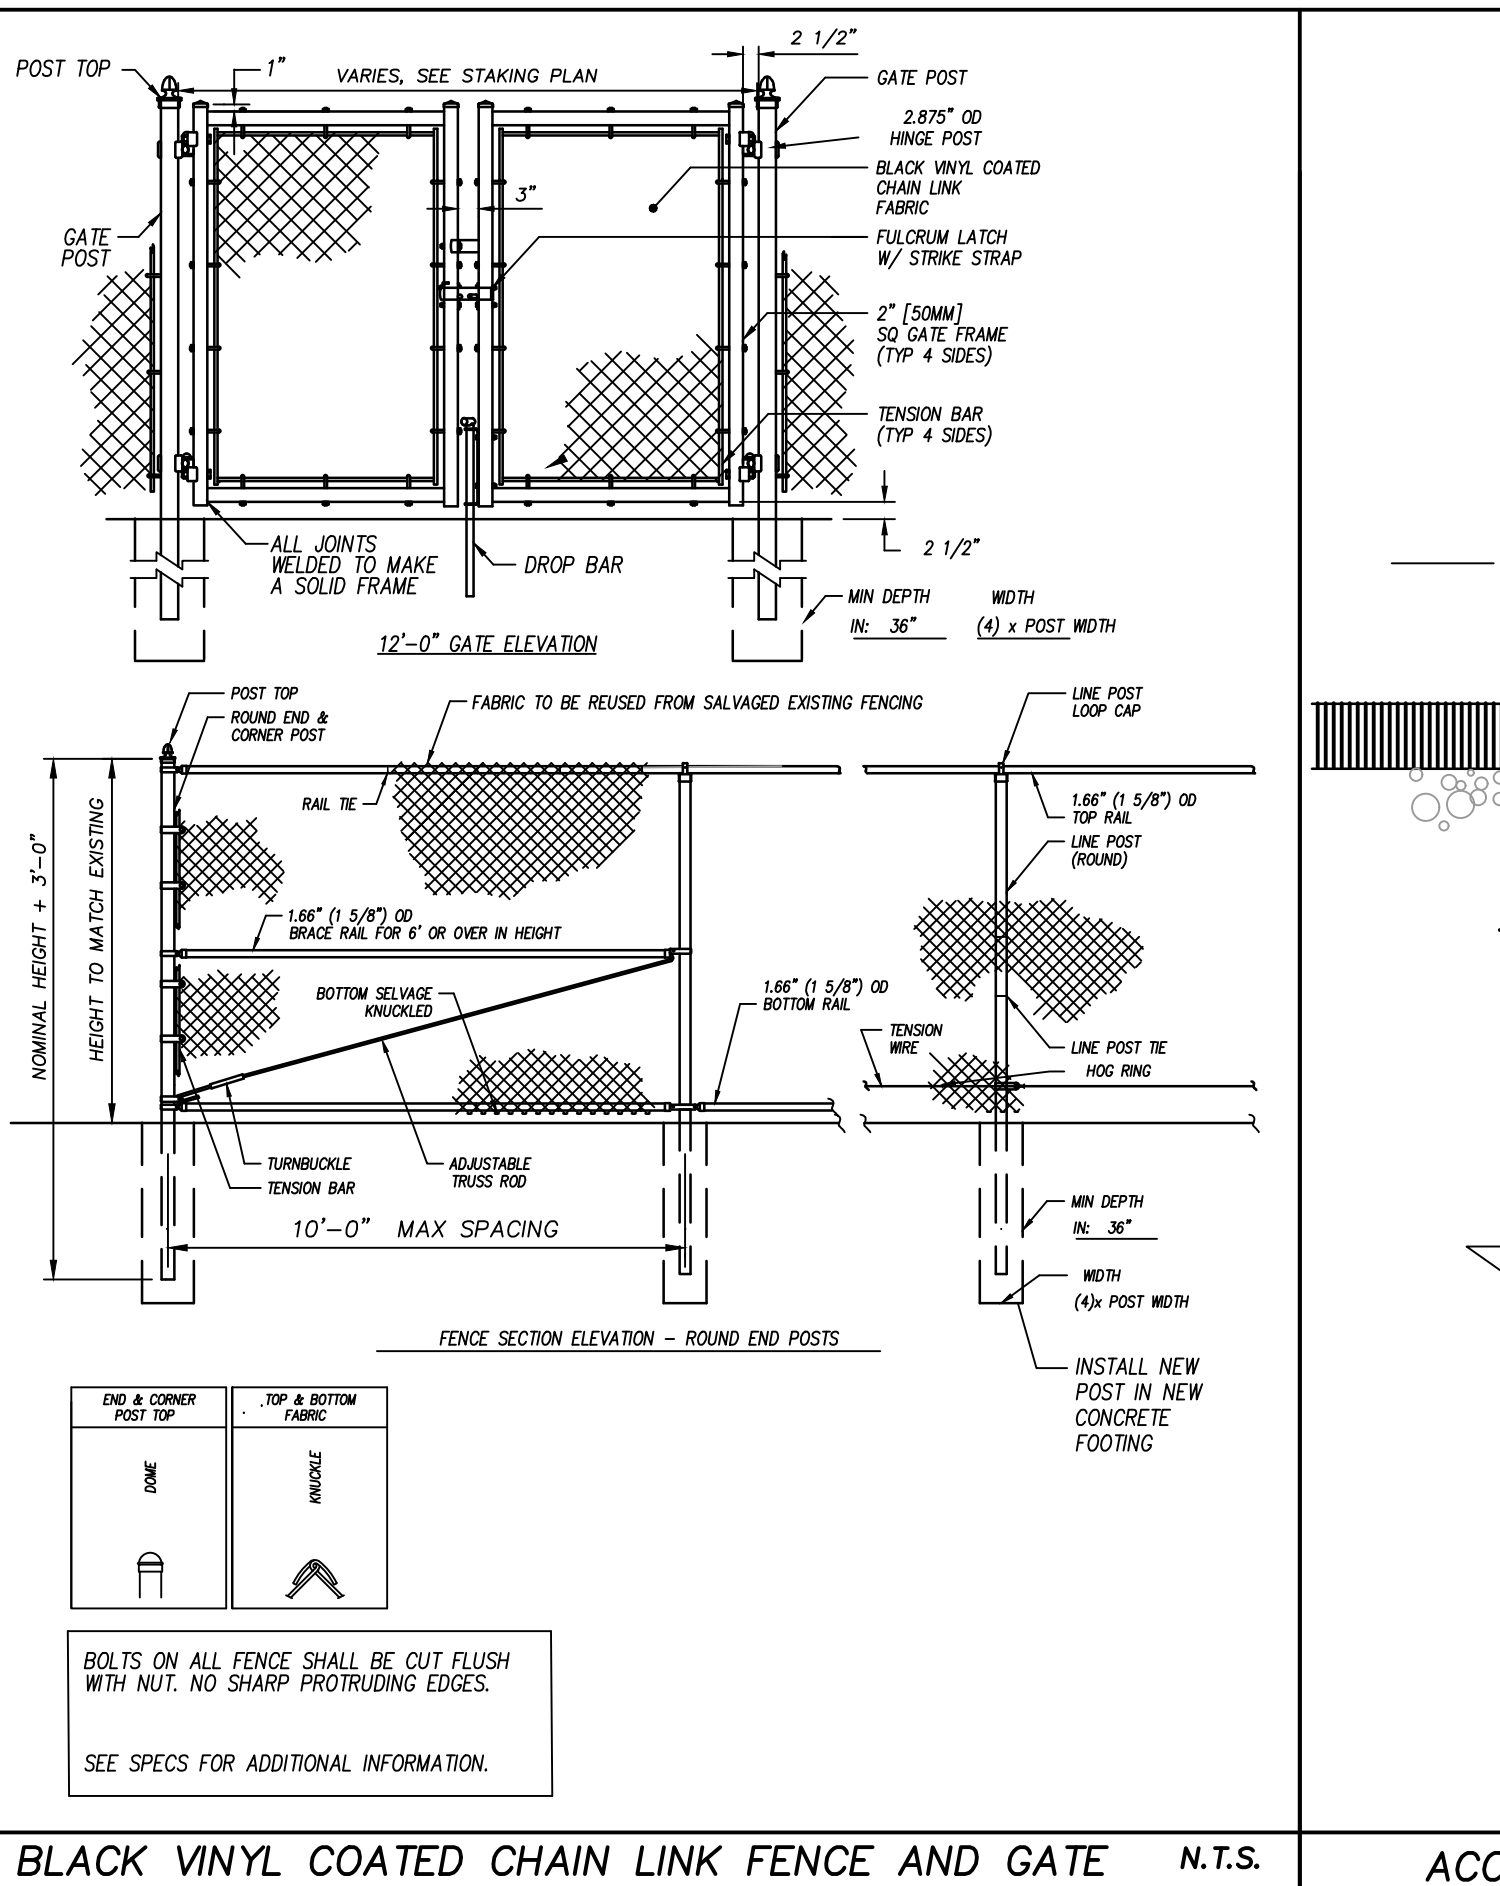 2 1/2"
POST TOP
1"
VARIES, SEE STAKING PLAN
GATE POST
2.875" OD
HINGE POST
BLACK VINYL COATED
CHAIN LINK
FABRIC
3"
GATE
POST
FULCRUM LATCH
W/ STRIKE STRAP
2" [50MM]
SQ GATE FRAME
(TYP 4 SIDES)
TENSION BAR
(TYP 4 SIDES)
2 1/2"
ALL JOINTS
WELDED TO MAKE
A SOLID FRAME
DROP BAR
MIN DEPTH
IN: 36"
WIDTH
(4) x POST WIDTH
12'-0" GATE ELEVATION
POST TOP
ROUND END &
CORNER POST
FABRIC TO BE REUSED FROM SALVAGED EXISTING FENCING
LINE POST
LOOP CAP
RAIL TIE
1.66" (1 5/8") OD
TOP RAIL
LINE POST
(ROUND)
NOMINAL HEIGHT + 3'-0"
HEIGHT TO MATCH EXISTING
1.66" (1 5/8") OD
BRACE RAIL FOR 6' OR OVER IN HEIGHT
BOTTOM SELVAGE
KNUCKLED
1.66" (1 5/8") OD
BOTTOM RAIL
TENSION
WIRE
LINE POST TIE
HOG RING
TURNBUCKLE
TENSION BAR
ADJUSTABLE
TRUSS ROD
10'-0" MAX SPACING
MIN DEPTH
IN: 36"
WIDTH
(4)x POST WIDTH
FENCE SECTION ELEVATION - ROUND END POSTS
INSTALL NEW
POST IN NEW
CONCRETE
FOOTING
END & CORNER
POST TOP
DOME
TOP & BOTTOM
FABRIC
KNUCKLE
BOLTS ON ALL FENCE SHALL BE CUT FLUSH
WITH NUT. NO SHARP PROTRUDING EDGES.
SEE SPECS FOR ADDITIONAL INFORMATION.
BLACK VINYL COATED CHAIN LINK FENCE AND GATE N.T.S.